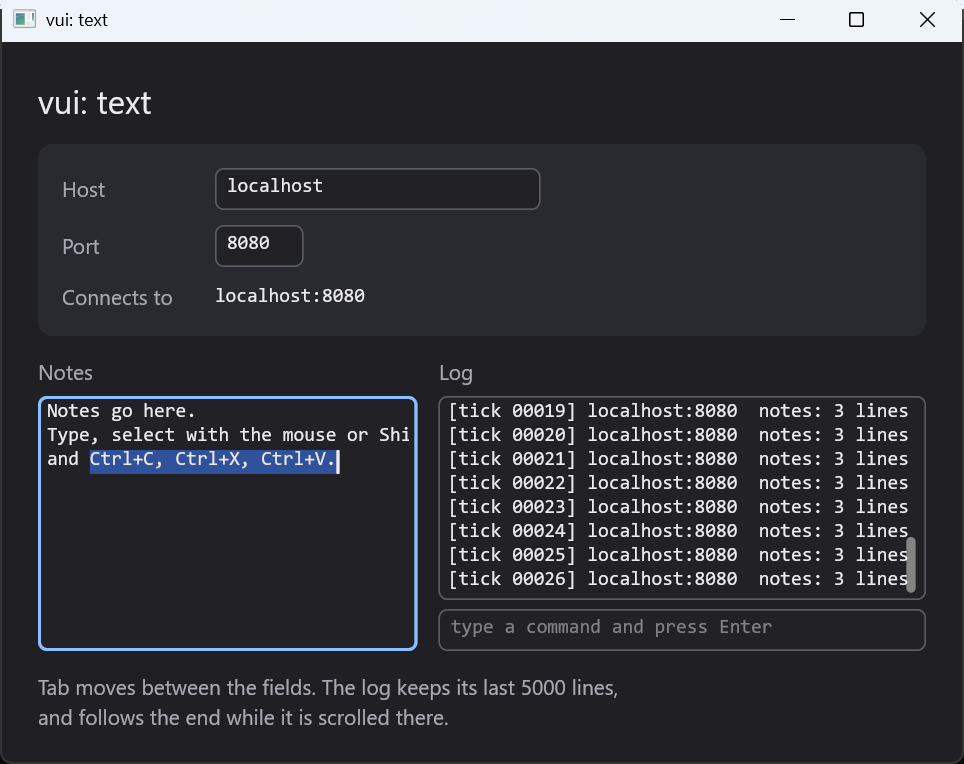 vui: text
vui: text
Host
localhost
Port
8080
Connects to
localhost:8080
Notes
Notes go here.
Type, select with the mouse or Shi
and Ctrl+C, Ctrl+X, Ctrl+V.
Log
[tick 00019] localhost:8080  notes: 3 lines
[tick 00020] localhost:8080  notes: 3 lines
[tick 00021] localhost:8080  notes: 3 lines
[tick 00022] localhost:8080  notes: 3 lines
[tick 00023] localhost:8080  notes: 3 lines
[tick 00024] localhost:8080  notes: 3 lines
[tick 00025] localhost:8080  notes: 3 lines
[tick 00026] localhost:8080  notes: 3 lines
type a command and press Enter
Tab moves between the fields. The log keeps its last 5000 lines,
and follows the end while it is scrolled there.